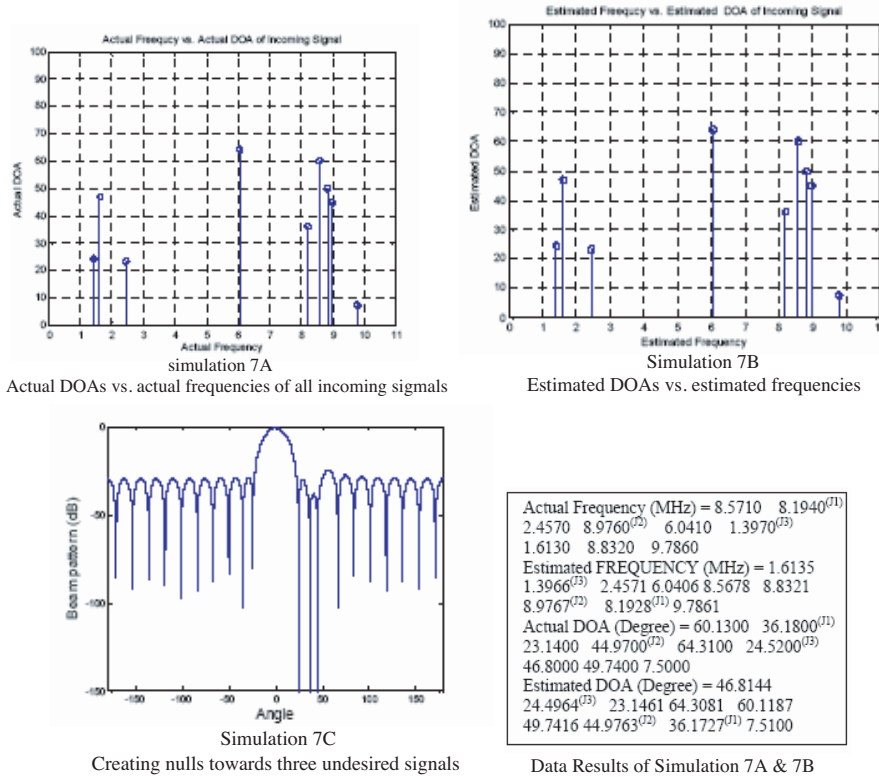 Actual Freequcy vs. Actual DOA of Incoming Signal
100
90
80
70
60
50
40
30
20
10
0
Actual DOA
0 1 2 3 4 5 6 7 8 9 10 11
Actual Frequency
simulation 7A
Actual DOAs vs. actual frequencies of all incoming sigmals
Estimated Freequcy vs. Estimated DOA of Incoming Signal
100
90
80
70
60
50
40
30
20
10
0
Estimated DOA
0 1 2 3 4 5 6 7 8 9 10 11
Estimated Frequency
Simulation 7B
Estimated DOAs vs. estimated frequencies
0
-50
-100
-150
Beampattern (dB)
-150 -100 -50 0 50 100 150
Angle
Simulation 7C
Creating nulls towards three undesired signals
Actual Frequency (MHz) = 8.5710 8.1940(J1)
2.4570 8.9760(J2) 6.0410 1.3970(J3)
1.6130 8.8320 9.7860
Estimated FREQUENCY (MHz) = 1.6135
1.3966(J3) 2.4571 6.0406 8.5678 8.8321
8.9767(J2) 8.1928(J1) 9.7861
Actual DOA (Degree) = 60.1300 36.1800(J1)
23.1400 44.9700(J2) 64.3100 24.5200(J3)
46.8000 49.7400 7.5000
Estimated DOA (Degree) = 46.8144
24.4964(J3) 23.1461 64.3081 60.1187
49.7416 44.9763(J2) 36.1727(J1) 7.5100
Data Results of Simulation 7A & 7B